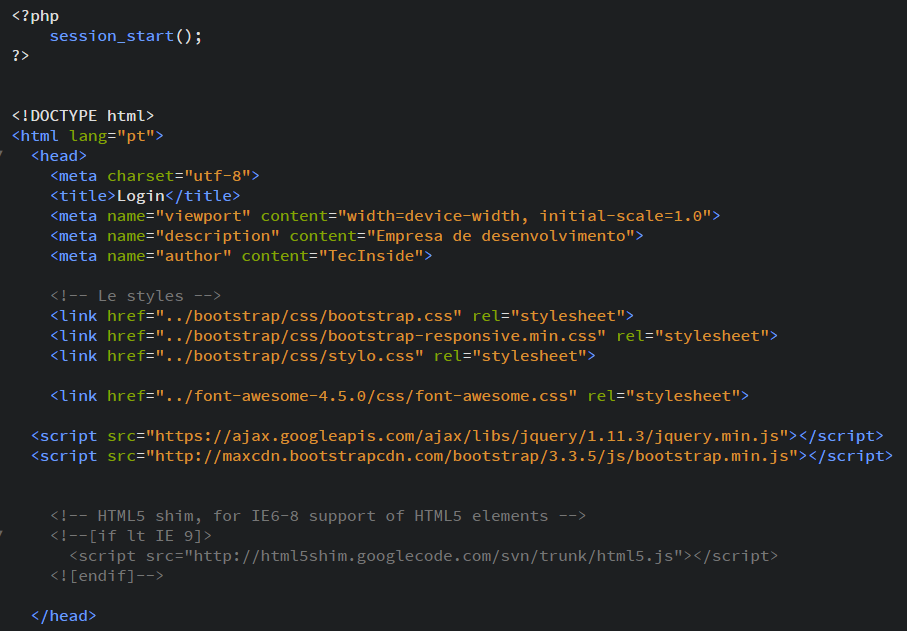 <?php
    session_start();
?>
<!DOCTYPE html>
<html lang="pt">
  <head>
    <meta charset="utf-8">
    <title>Login</title>
    <meta name="viewport" content="width=device-width, initial-scale=1.0">
    <meta name="description" content="Empresa de desenvolvimento">
    <meta name="author" content="TecInside">
    <!-- Le styles -->
    <link href="../bootstrap/css/bootstrap.css" rel="stylesheet">
    <link href="../bootstrap/css/bootstrap-responsive.min.css" rel="stylesheet">
    <link href="../bootstrap/css/stylo.css" rel="stylesheet">
    <link href="../font-awesome-4.5.0/css/font-awesome.css" rel="stylesheet">
  <script src="https://ajax.googleapis.com/ajax/libs/jquery/1.11.3/jquery.min.js"></script>
  <script src="http://maxcdn.bootstrapcdn.com/bootstrap/3.3.5/js/bootstrap.min.js"></script>
    <!-- HTML5 shim, for IE6-8 support of HTML5 elements -->
    <!--[if lt IE 9]>
      <script src="http://html5shim.googlecode.com/svn/trunk/html5.js"></script>
    <![endif]-->
  </head>